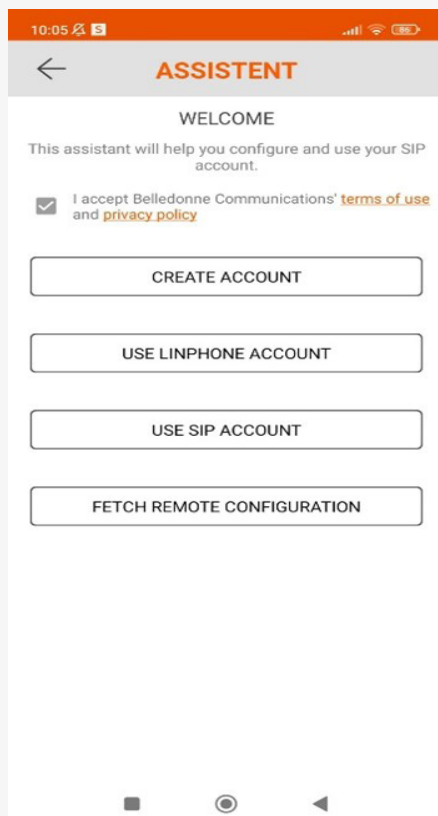 10:05 S 86
ASSISTENT
WELCOME
This assistant will help you configure and use your SIP
account.
I accept Belledonne Communications' terms of use
and privacy policy
CREATE ACCOUNT
USE LINPHONE ACCOUNT
USE SIP ACCOUNT
FETCH REMOTE CONFIGURATION